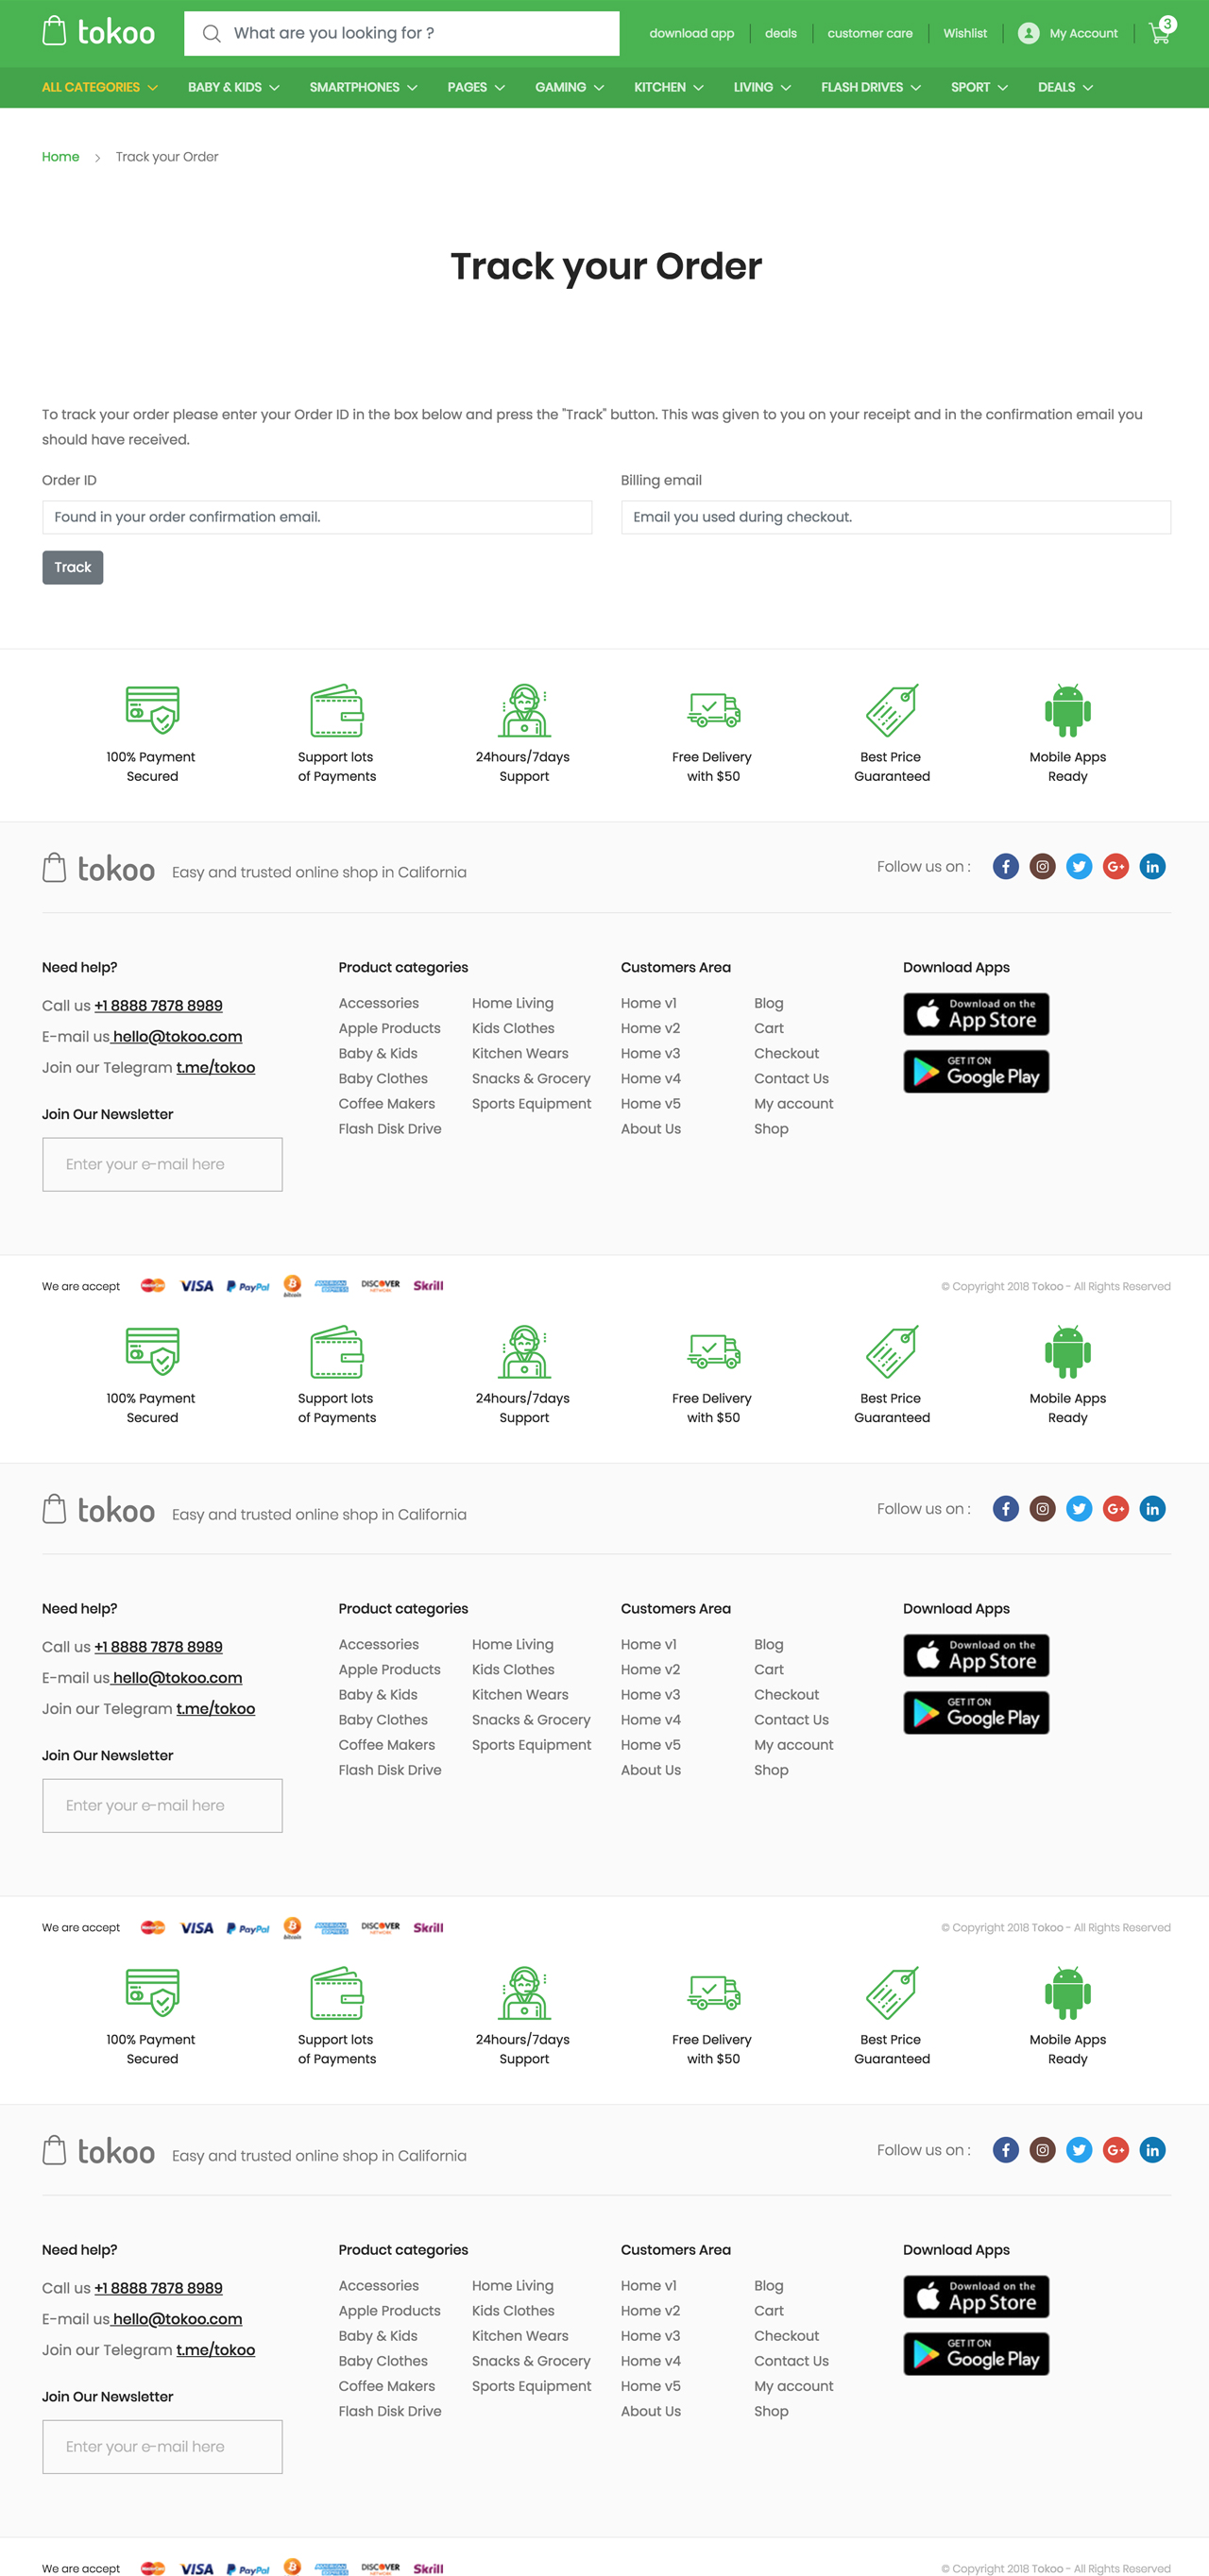 tokoo
What are you looking for ?
download app
deals
customer care
Wishlist
My Account
3
ALL CATEGORIES
BABY & KIDS
SMARTPHONES
PAGES
GAMING
KITCHEN
LIVING
FLASH DRIVES
SPORT
DEALS
Home
Track your Order
Track your Order
To track your order please enter your Order ID in the box below and press the "Track" button. This was given to you on your receipt and in the confirmation email you
should have received.
Order ID
Billing email
Found in your order confirmation email.
Email you used during checkout.
Track
100% Payment
Secured
Support lots
of Payments
24hours/7days
Support
Free Delivery
with $50
Best Price
Guaranteed
Mobile Apps
Ready
tokoo
Easy and trusted online shop in California
Follow us on :
Need help?
Call us +1 8888 7878 8989
E-mail us hello@tokoo.com
Join our Telegram t.me/tokoo
Join Our Newsletter
Enter your e-mail here
Product categories
Accessories
Apple Products
Baby & Kids
Baby Clothes
Coffee Makers
Flash Disk Drive
Home Living
Kids Clothes
Kitchen Wears
Snacks & Grocery
Sports Equipment
Customers Area
Home v1
Home v2
Home v3
Home v4
Home v5
About Us
Blog
Cart
Checkout
Contact Us
My account
Shop
Download Apps
Download on the
App Store
GET IT ON
Google Play
We are accept
MasterCard
VISA
PayPal
bitcoin
AMERICAN EXPRESS
DISCOVER
NETWORK
Skrill
© Copyright 2018 Tokoo - All Rights Reserved
100% Payment
Secured
Support lots
of Payments
24hours/7days
Support
Free Delivery
with $50
Best Price
Guaranteed
Mobile Apps
Ready
tokoo
Easy and trusted online shop in California
Follow us on :
Need help?
Call us +1 8888 7878 8989
E-mail us hello@tokoo.com
Join our Telegram t.me/tokoo
Join Our Newsletter
Enter your e-mail here
Product categories
Accessories
Apple Products
Baby & Kids
Baby Clothes
Coffee Makers
Flash Disk Drive
Home Living
Kids Clothes
Kitchen Wears
Snacks & Grocery
Sports Equipment
Customers Area
Home v1
Home v2
Home v3
Home v4
Home v5
About Us
Blog
Cart
Checkout
Contact Us
My account
Shop
Download Apps
Download on the
App Store
GET IT ON
Google Play
We are accept
MasterCard
VISA
PayPal
bitcoin
AMERICAN EXPRESS
DISCOVER
NETWORK
Skrill
© Copyright 2018 Tokoo - All Rights Reserved
100% Payment
Secured
Support lots
of Payments
24hours/7days
Support
Free Delivery
with $50
Best Price
Guaranteed
Mobile Apps
Ready
tokoo
Easy and trusted online shop in California
Follow us on :
Need help?
Call us +1 8888 7878 8989
E-mail us hello@tokoo.com
Join our Telegram t.me/tokoo
Join Our Newsletter
Enter your e-mail here
Product categories
Accessories
Apple Products
Baby & Kids
Baby Clothes
Coffee Makers
Flash Disk Drive
Home Living
Kids Clothes
Kitchen Wears
Snacks & Grocery
Sports Equipment
Customers Area
Home v1
Home v2
Home v3
Home v4
Home v5
About Us
Blog
Cart
Checkout
Contact Us
My account
Shop
Download Apps
Download on the
App Store
GET IT ON
Google Play
We are accept
MasterCard
VISA
PayPal
AMERICAN EXPRESS
DISCOVER
NETWORK
Skrill
© Copyright 2018 Tokoo - All Rights Reserved